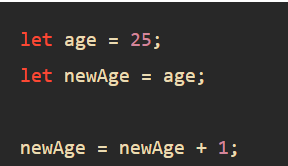 let age = 25;
let newAge = age;
newAge = newAge + 1;